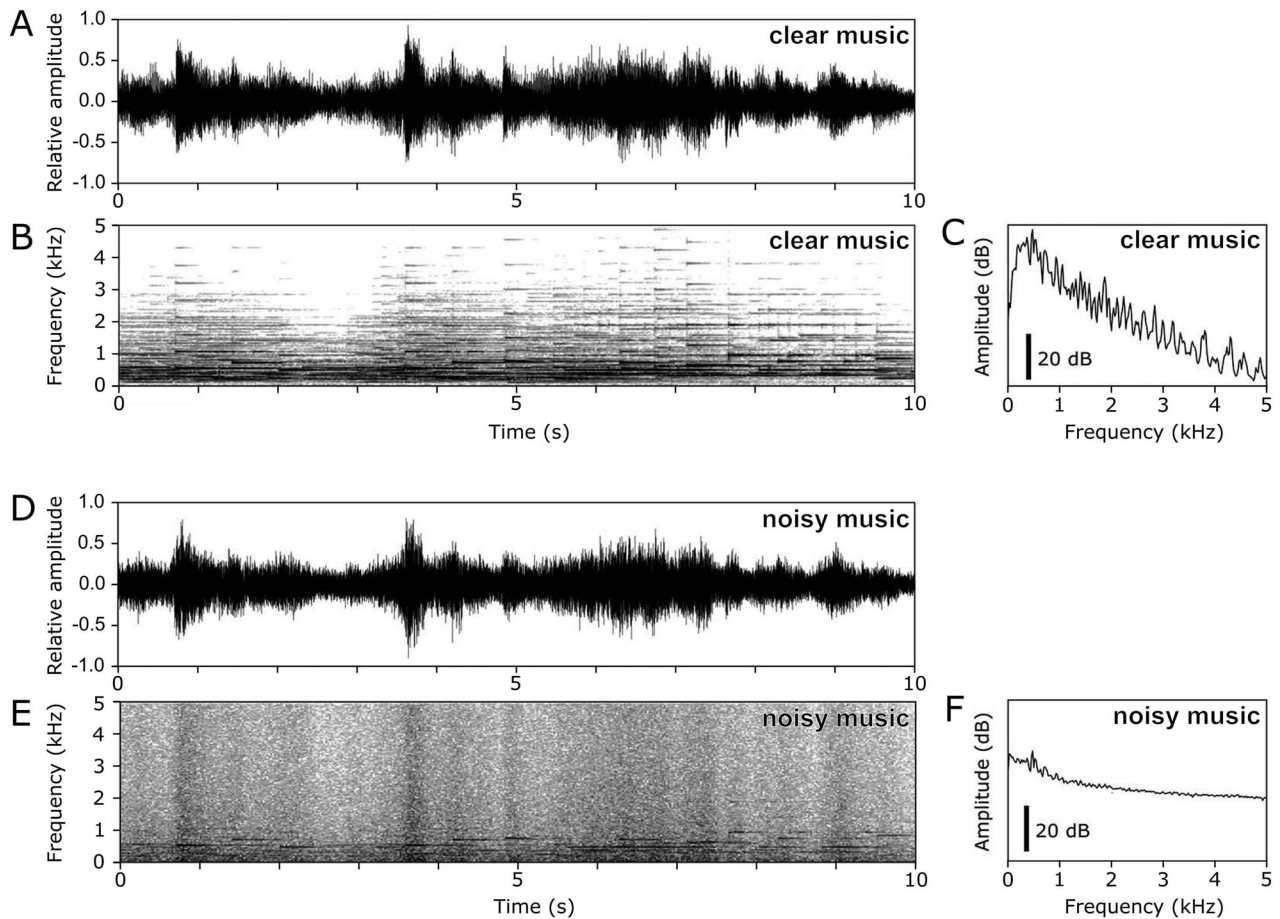 A
Relative amplitude
1.0
0.5
0.0
-0.5
-1.0
clear music
0
5
10
B
Frequency (kHz)
5
4
3
2
1
0
clear music
0
5
10
Time (s)
C
Amplitude (dB)
clear music
20 dB
0 1 2 3 4 5
Frequency (kHz)
D
Relative amplitude
1.0
0.5
0.0
-0.5
-1.0
noisy music
0
5
10
E
Frequency (kHz)
5
4
3
2
1
0
noisy music
0
5
10
Time (s)
F
Amplitude (dB)
noisy music
20 dB
0 1 2 3 4 5
Frequency (kHz)